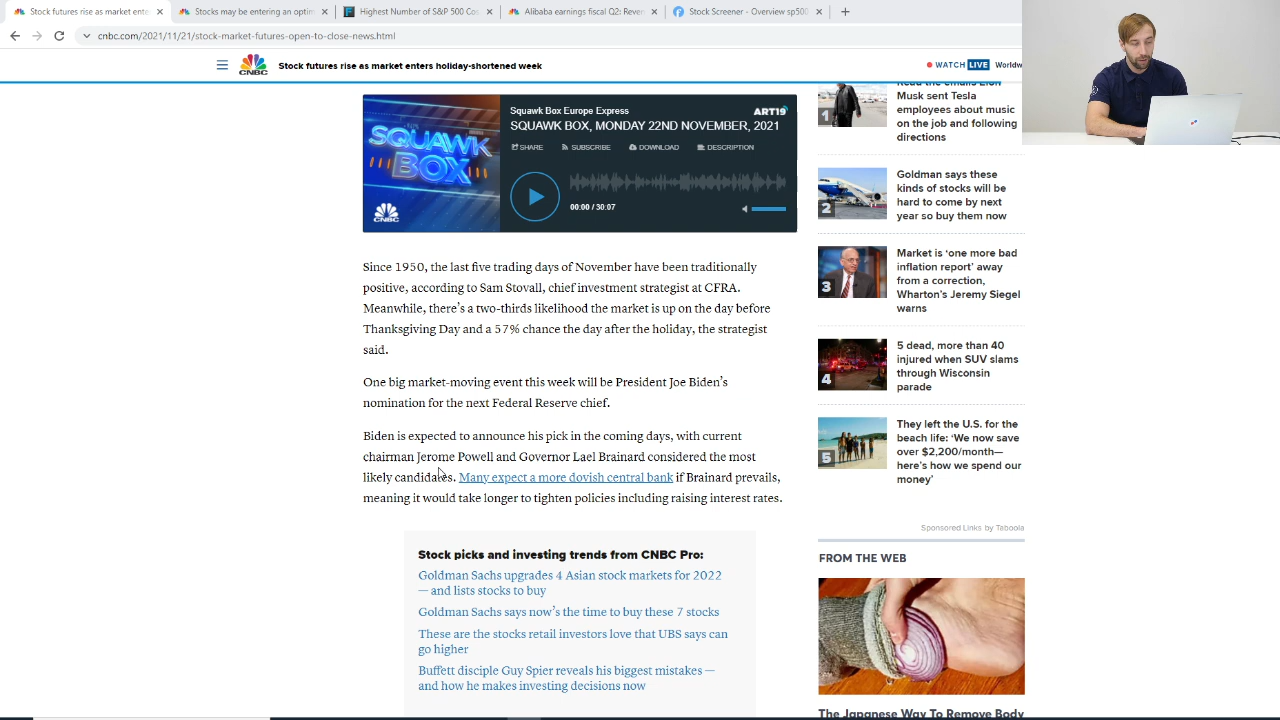 Stock futures rise as market ente
Stocks may be entering an optim
Highest Number of S&P 500 Co
Alibaba earnings fiscal Q2: Reve
Stock Screener - Overview sp500
cnbc.com/2021/11/21/stock-market-futures-open-to-close-news.html
CNBC
Stock futures rise as market enters holiday-shortened week
WATCH LIVE
Worldw
Squawk Box Europe Express
ART19
SQUAWK BOX, MONDAY 22ND NOVEMBER, 2021
SHARE SUBSCRIBE DOWNLOAD DESCRIPTION
SQUAWK
BOX
CNBC
00:00 / 30:07
Since 1950, the last five trading days of November have been traditionally
positive, according to Sam Stovall, chief investment strategist at CFRA.
Meanwhile, there's a two-thirds likelihood the market is up on the day before
Thanksgiving Day and a 57% chance the day after the holiday, the strategist
said.
One big market-moving event this week will be President Joe Biden's
nomination for the next Federal Reserve chief.
Biden is expected to announce his pick in the coming days, with current
chairman Jerome Powell and Governor Lael Brainard considered the most
likely candidates. Many expect a more dovish central bank if Brainard prevails,
meaning it would take longer to tighten policies including raising interest rates.
Stock picks and investing trends from CNBC Pro:
Goldman Sachs upgrades 4 Asian stock markets for 2022
— and lists stocks to buy
Goldman Sachs says now's the time to buy these 7 stocks
These are the stocks retail investors love that UBS says can
go higher
Buffett disciple Guy Spier reveals his biggest mistakes —
and how he makes investing decisions now
Read the emails Elon
Musk sent Tesla
employees about music
on the job and following
directions
1
Goldman says these
kinds of stocks will be
hard to come by next
year so buy them now
2
Market is 'one more bad
inflation report' away
from a correction,
Wharton's Jeremy Siegel
warns
3
5 dead, more than 40
injured when SUV slams
through Wisconsin
parade
4
They left the U.S. for the
beach life: 'We now save
over $2,200/month—
here's how we spend our
money'
5
Sponsored Links by Taboola
FROM THE WEB
The Japanese Way To Remove Body